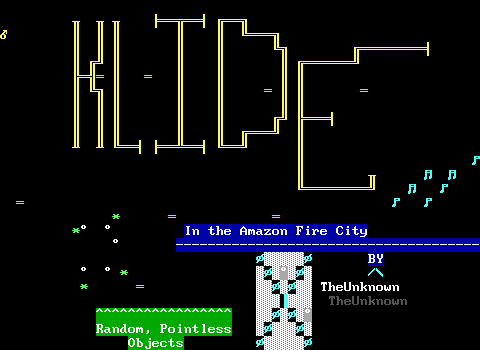 KLIDE
In the Amazon Fire City
BY
TheUnknown
TheUnknown
Random, Pointless
Objects